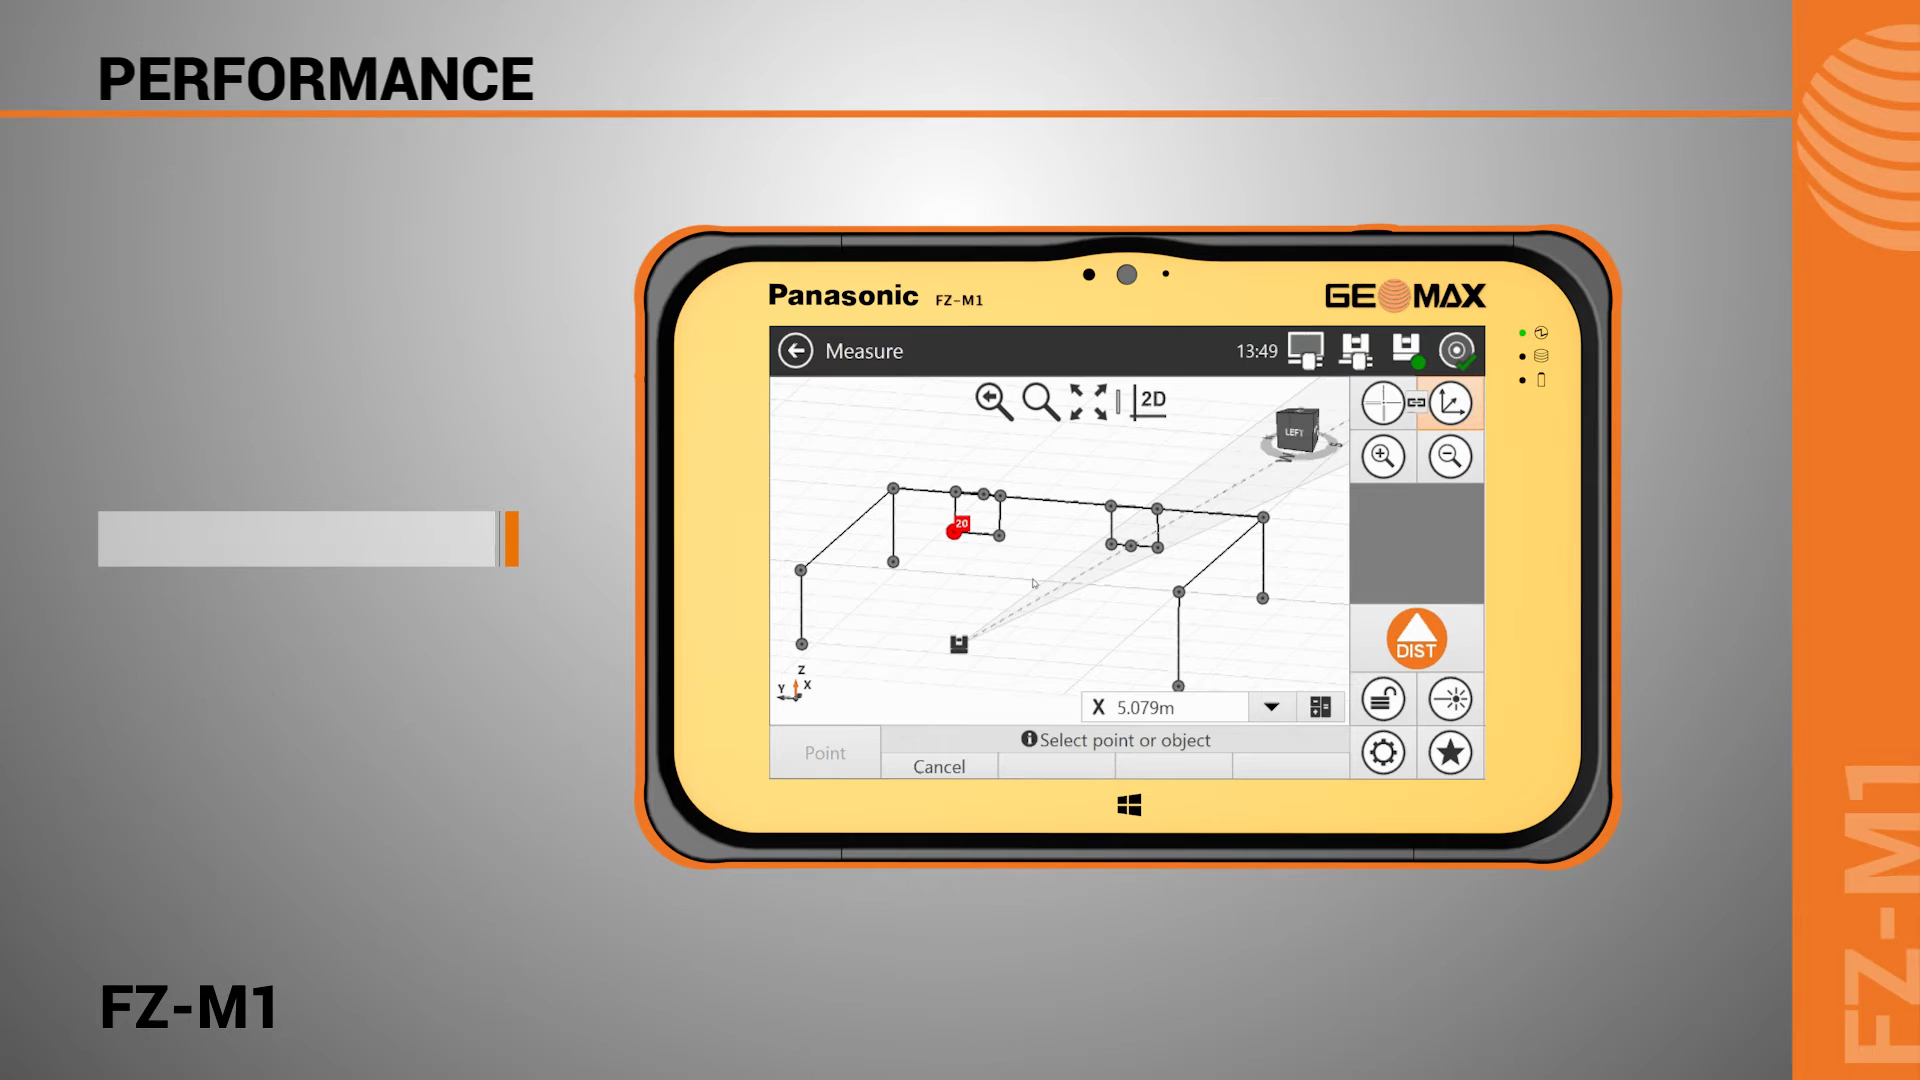 PERFORMANCE
Panasonic FZ-M1
GEOMAX
Measure
13:49
2D
LEFT
20
DIST
Z
Y X
X 5.079m
Select point or object
Point
Cancel
FZ-M1
FZ-M1